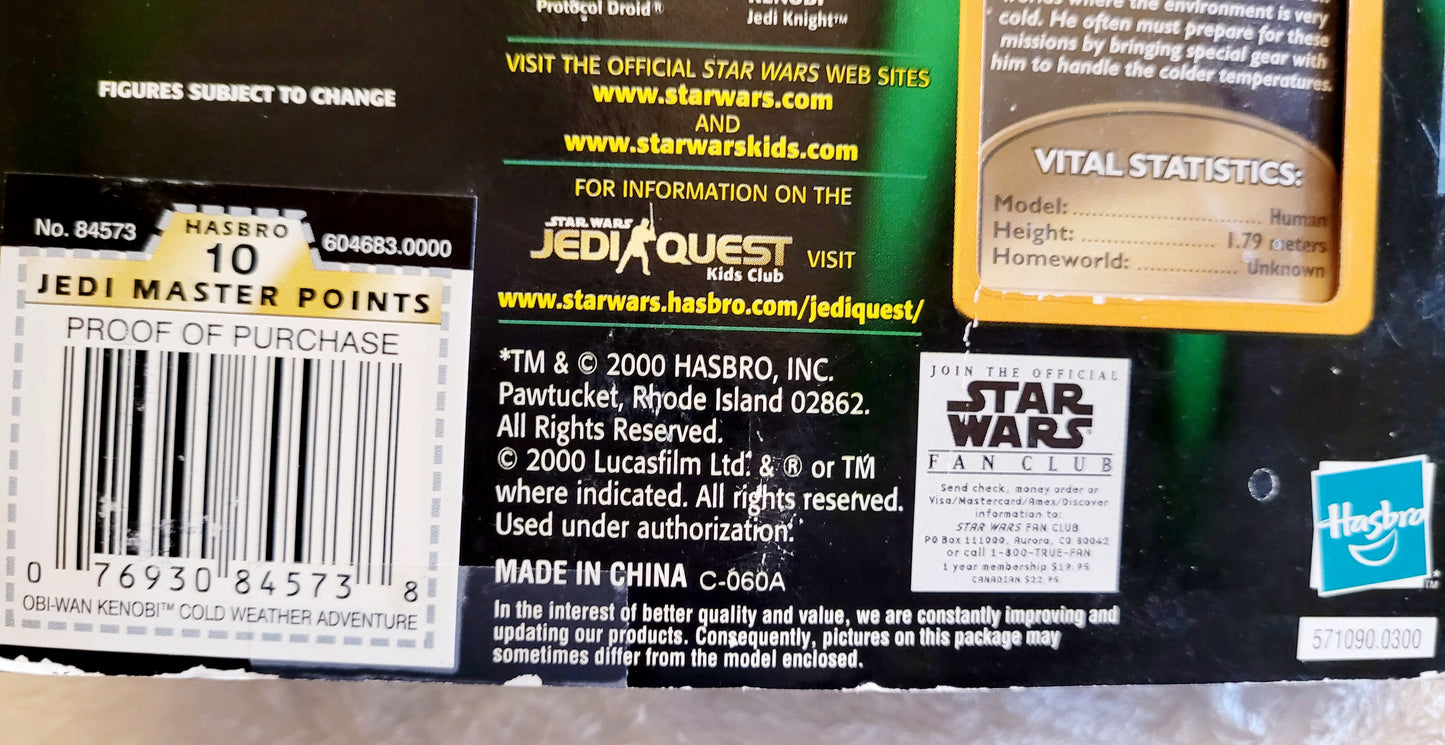 Protocol Droid®
KENOBI
Jedi Knight™
FIGURES SUBJECT TO CHANGE
VISIT THE OFFICIAL STAR WARS WEB SITES
www.starwars.com
AND
www.starwarskids.com
FOR INFORMATION ON THE
STAR WARS
JEDI QUEST
Kids Club
VISIT
www.starwars.hasbro.com/jediquest/
where the environment is very
cold. He often must prepare for these
missions by bringing special gear with
him to handle the colder temperatures.
VITAL STATISTICS:
Model: Human
Height: 1.79 meters
Homeworld: Unknown
No. 84573
HASBRO
10
604683.0000
JEDI MASTER POINTS
PROOF OF PURCHASE
0 76930 84573 8
OBI-WAN KENOBI™ COLD WEATHER ADVENTURE
*TM & © 2000 HASBRO, INC.
Pawtucket, Rhode Island 02862.
All Rights Reserved.
© 2000 Lucasfilm Ltd. & ® or TM
where indicated. All rights reserved.
Used under authorization.
MADE IN CHINA C-060A
In the interest of better quality and value, we are constantly improving and
updating our products. Consequently, pictures on this package may
sometimes differ from the model enclosed.
JOIN THE OFFICIAL
STAR
WARS
FAN CLUB
Send check, money order or
Visa/Mastercard/Amex/Discover
information to:
STAR WARS FAN CLUB
PO Box 111000, Aurora, CO 80042
or call 1-800-TRUE-FAN
1 year membership $19.95
CANADIAN $22.95
Hasbro
™*
571090.0300